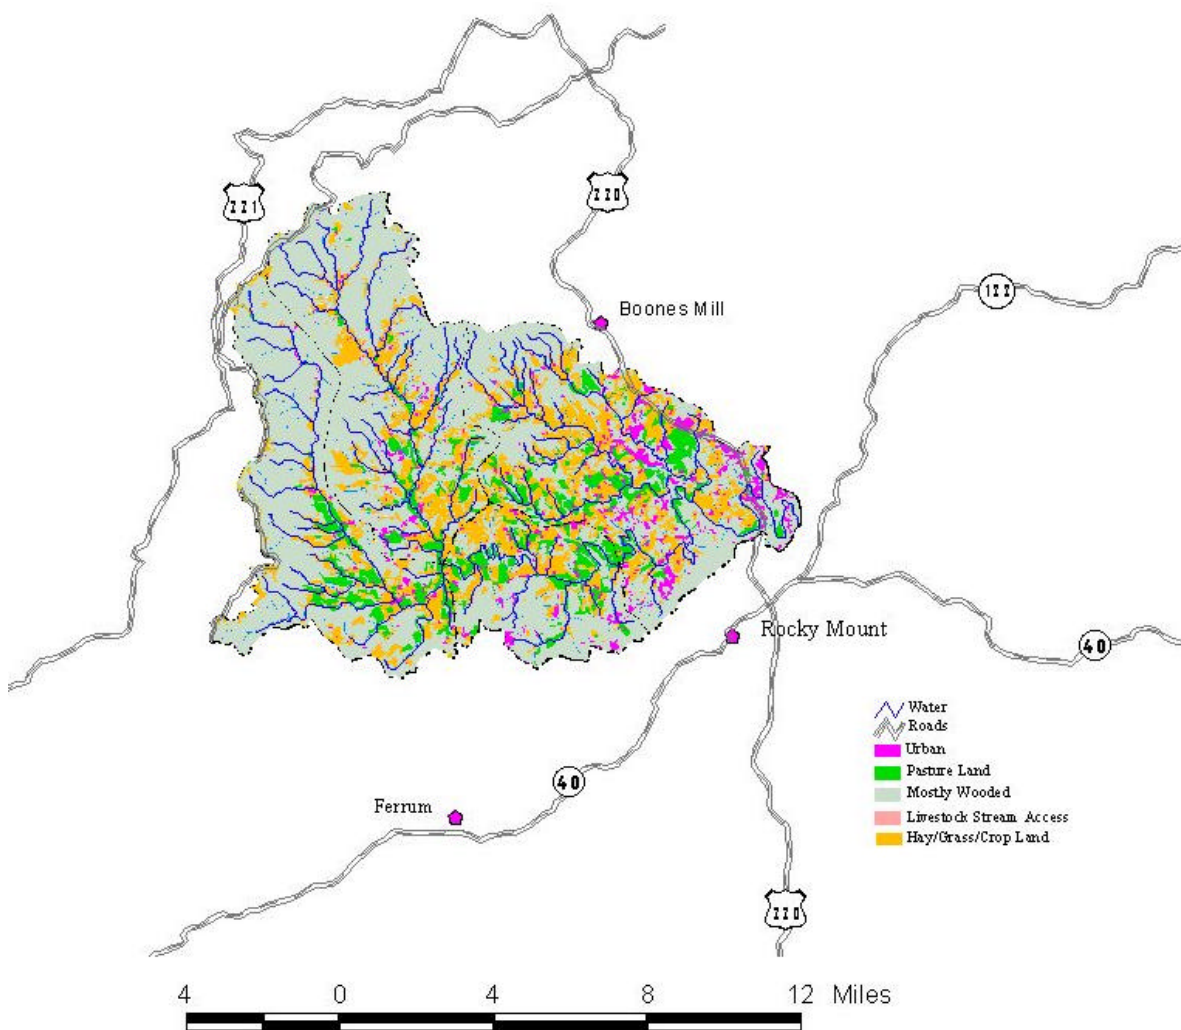 221
220
122
Boones Mill
Rocky Mount
40
Water
Roads
Urban
Pasture Land
Mostly Wooded
Livestock Stream Access
Hay/Grass/Crop Land
40
Ferrum
220
4 0 4 8 12 Miles